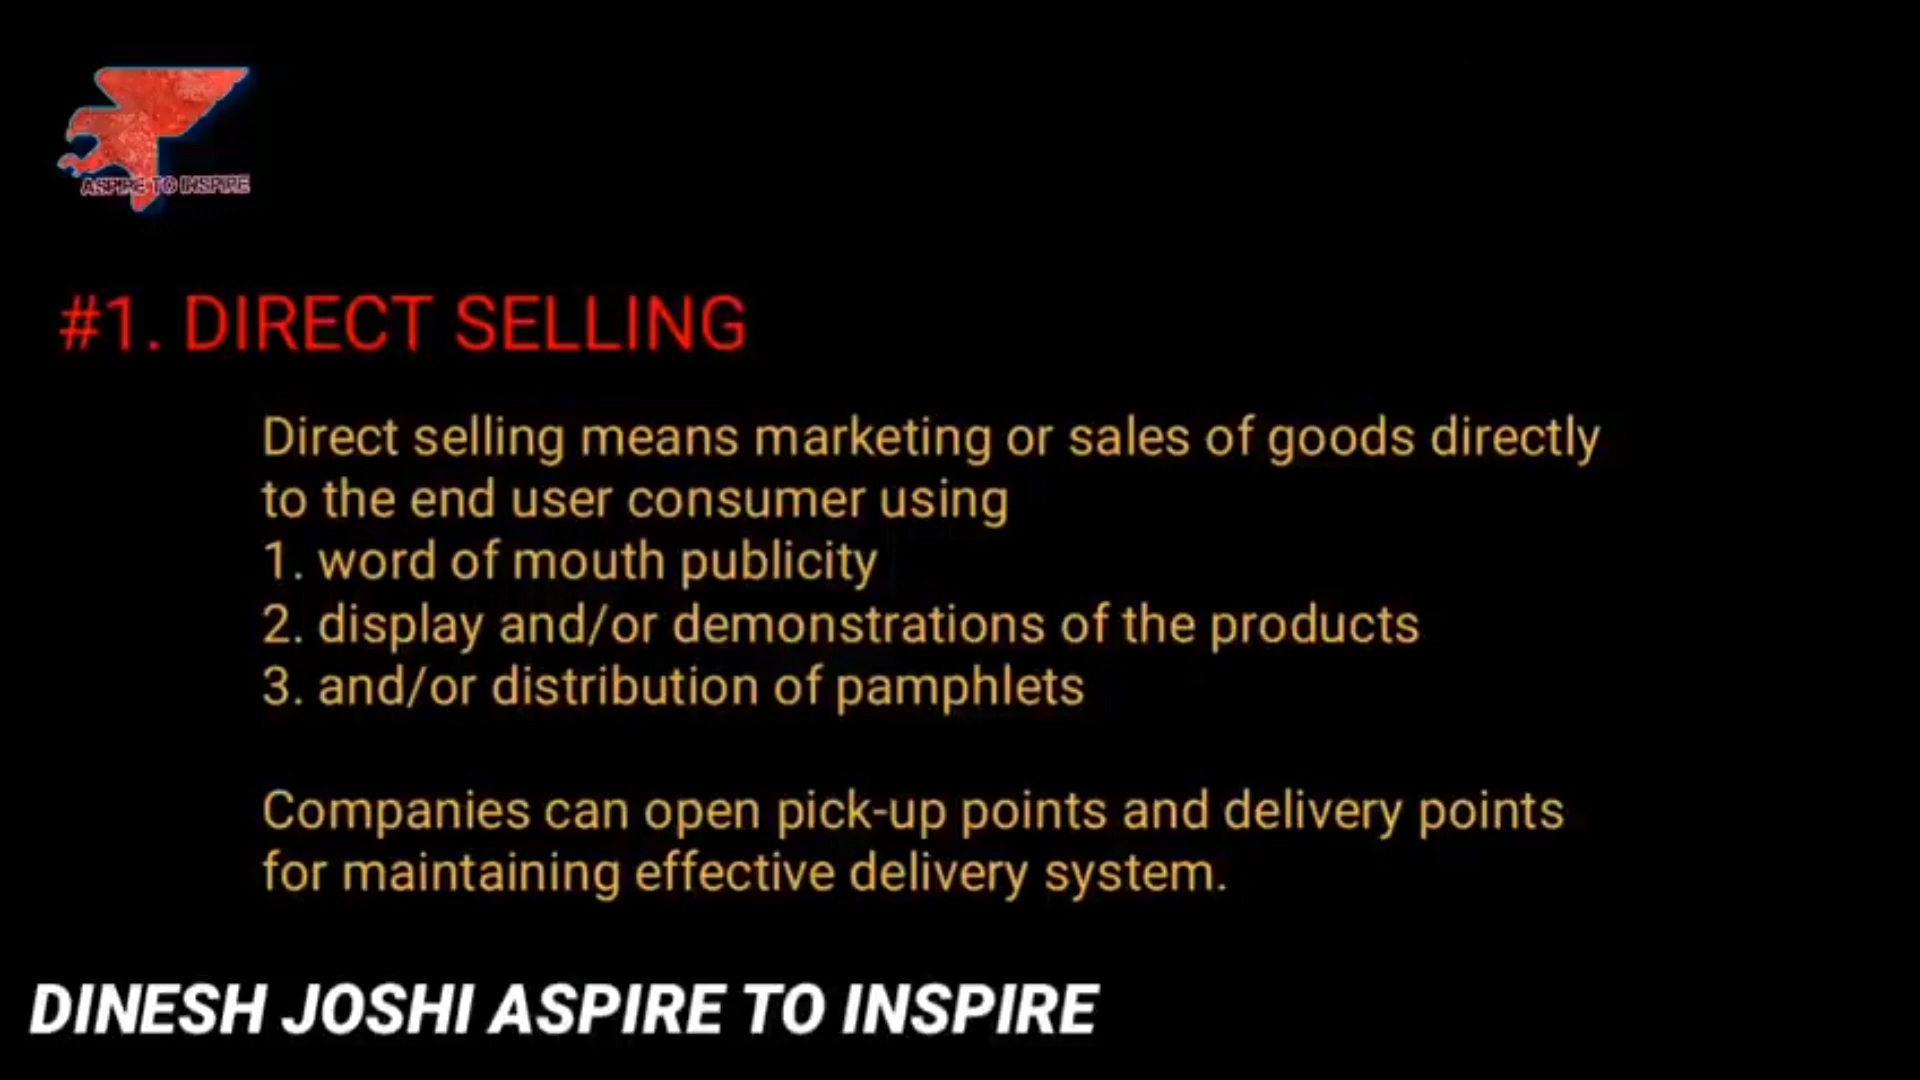 ASPIRE TO INSPIRE
#1. DIRECT SELLING
Direct selling means marketing or sales of goods directly
to the end user consumer using
1. word of mouth publicity
2. display and/or demonstrations of the products
3. and/or distribution of pamphlets
Companies can open pick-up points and delivery points
for maintaining effective delivery system.
DINESH JOSHI ASPIRE TO INSPIRE